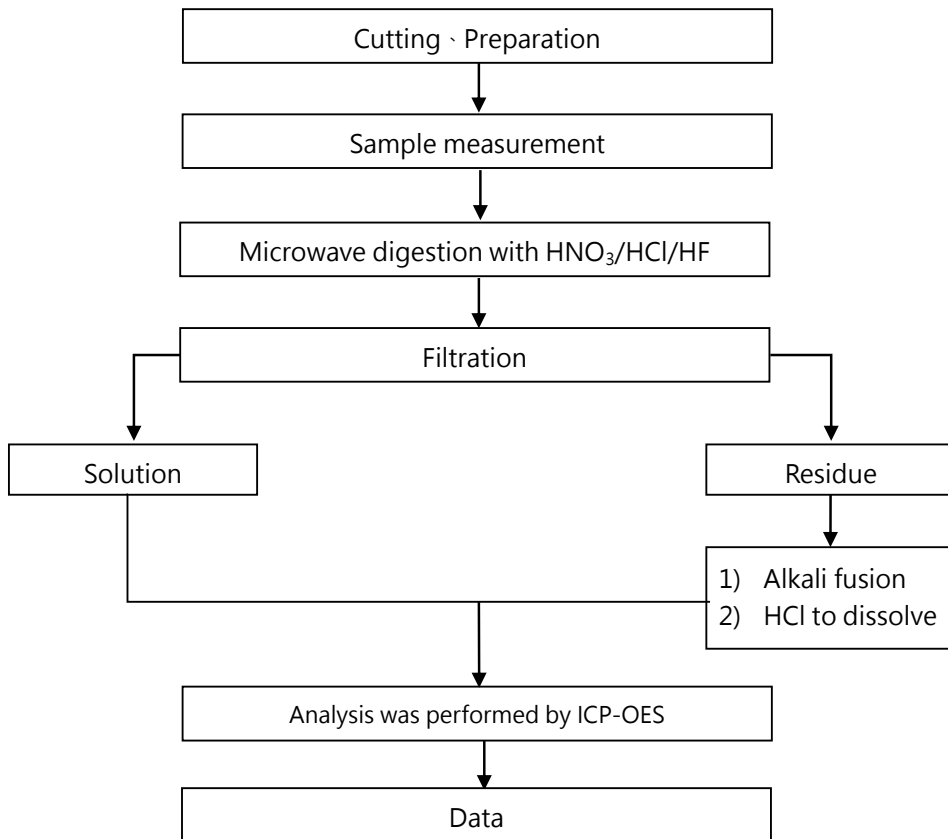 Cutting、Preparation
Sample measurement
Microwave digestion with HNO₃/HCl/HF
Filtration
Solution
Residue
1) Alkali fusion
2) HCl to dissolve
Analysis was performed by ICP-OES
Data